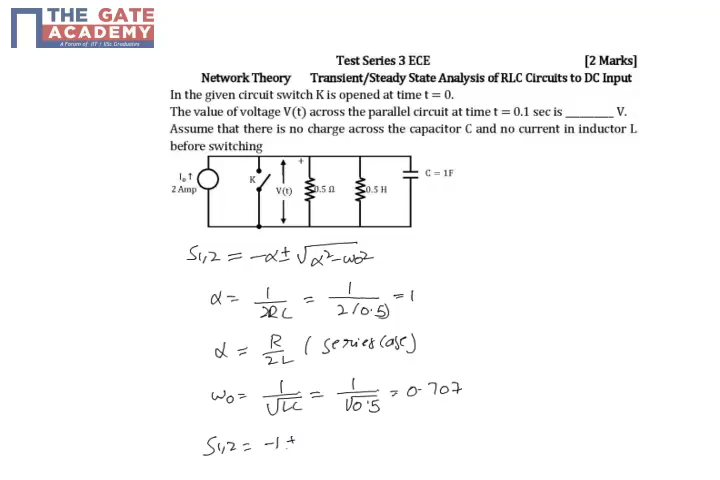 THE GATE
ACADEMY
A Forum of IIT / IISc Graduates
Test Series 3 ECE [2 Marks]
Network Theory Transient/Steady State Analysis of RLC Circuits to DC Input
In the given circuit switch K is opened at time t = 0.
The value of voltage V(t) across the parallel circuit at time t = 0.1 sec is ________ V.
Assume that there is no charge across the capacitor C and no current in inductor L
before switching
I₀ ↑
2 Amp
K
V(t)
+
0.5 Ω
0.5 H
C = 1F
S1,2 = -α ± √α² - ω0²
α = 1/2RC = 1/2(0.5) = 1
α = R/2L (series case)
ω0 = 1/√LC = 1/√0.5 = 0.707
S1,2 = -1 ±